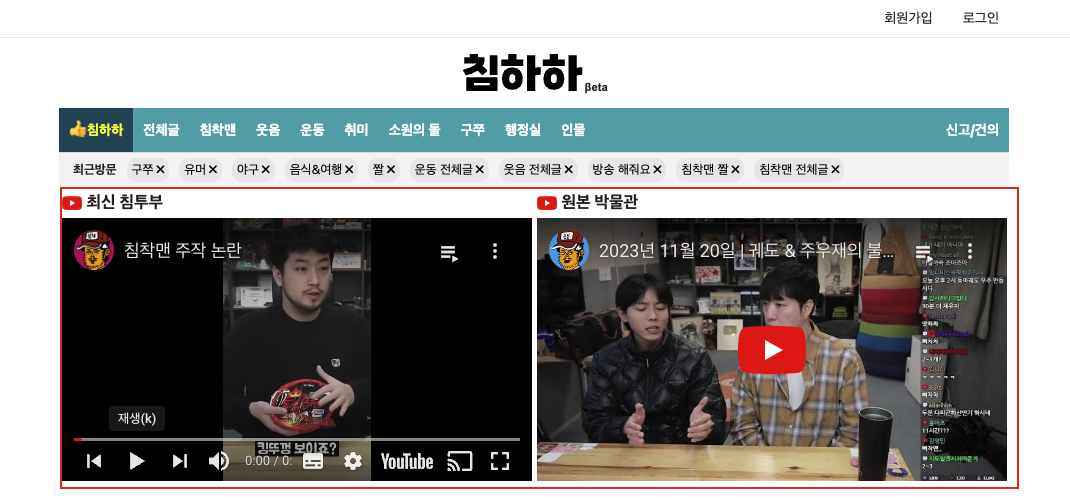 회원가입 로그인
침하하 βeta
👍침하하 전체글 침착맨 웃음 운동 취미 소원의 돌 구쭈 행정실 인물 신고/건의
최근방문 구쭈 × 유머 × 야구 × 음식&여행 × 짤 × 운동 전체글 × 웃음 전체글 × 방송 해줘요 × 침착맨 짤 × 침착맨 전체글 ×
최신 침투부
침착맨 주작 논란
재생(k)
킹뚜껑 보이죠?
0:00 / 0:
YouTube
원본 박물관
2023년 11월 20일 | 궤도 & 주우재의 불...